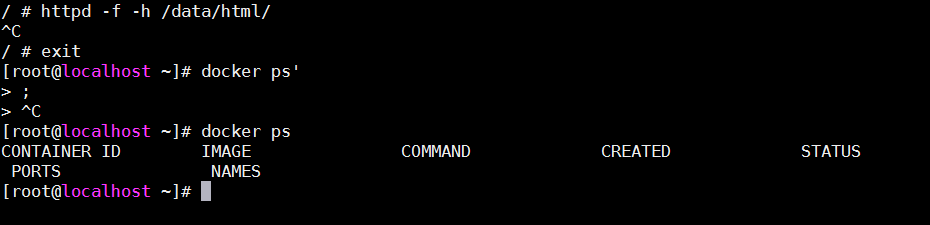 / # httpd -f -h /data/html/
^C
/ # exit
[root@localhost ~]# docker ps'
> ;
> ^C
[root@localhost ~]# docker ps
CONTAINER ID        IMAGE               COMMAND             CREATED             STATUS
 PORTS               NAMES
[root@localhost ~]#